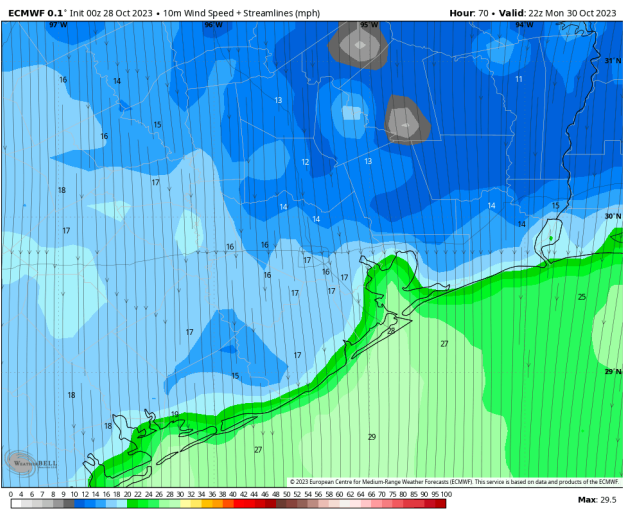 ECMWF 0.1° Init 00z 28 Oct 2023 • 10m Wind Speed + Streamlines (mph) Hour: 70 • Valid: 22z Mon 30 Oct 2023
97°W 96°W 95°W 94°W
31°N
16 14 11
13
15
16
12 13
17
18
14 14 15
30°N
14 14
17
16 16
17
16 16 17
17 17 25
17 28
27
17
29°N
15
18
19
18
29
27
WEATHERBELL
© 2023 European Centre for Medium-Range Weather Forecasts (ECMWF). This service is based on data and products of the ECMWF.
0 4 6 7 8 9 10 12 14 16 18 20 22 24 26 28 30 32 34 36 38 40 42 44 46 48 50 52 54 56 58 60 62 64 66 68 70 75 80 85 90 95 100
Max: 29.5